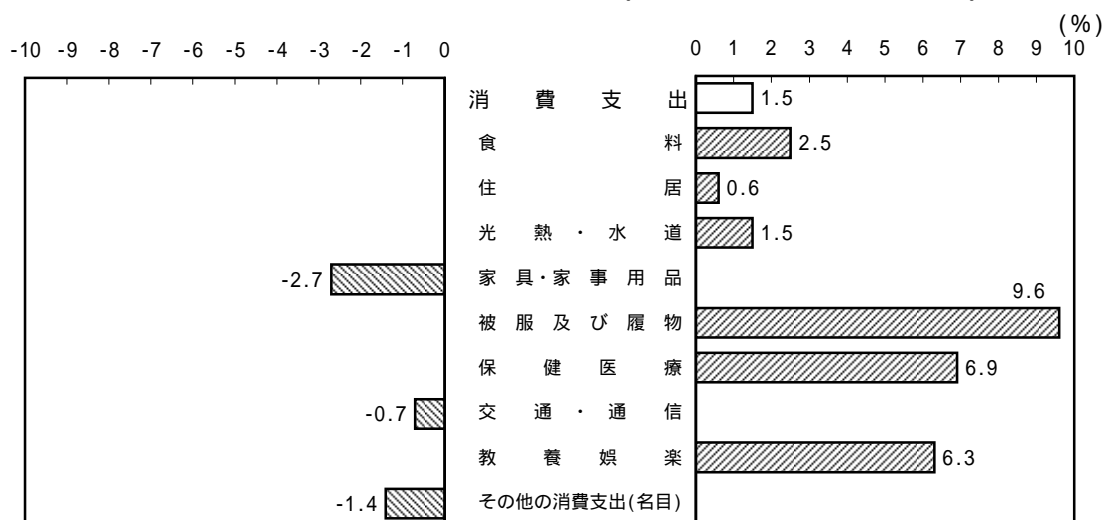 (%)
-10 -9 -8 -7 -6 -5 -4 -3 -2 -1 0 0 1 2 3 4 5 6 7 8 9 10
消費支出 1.5
食料 2.5
住居 0.6
光熱・水道 1.5
-2.7 家具・家事用品
9.6
被服及び履物
保健医療 6.9
-0.7 交通・通信
教養娯楽 6.3
-1.4 その他の消費支出(名目)